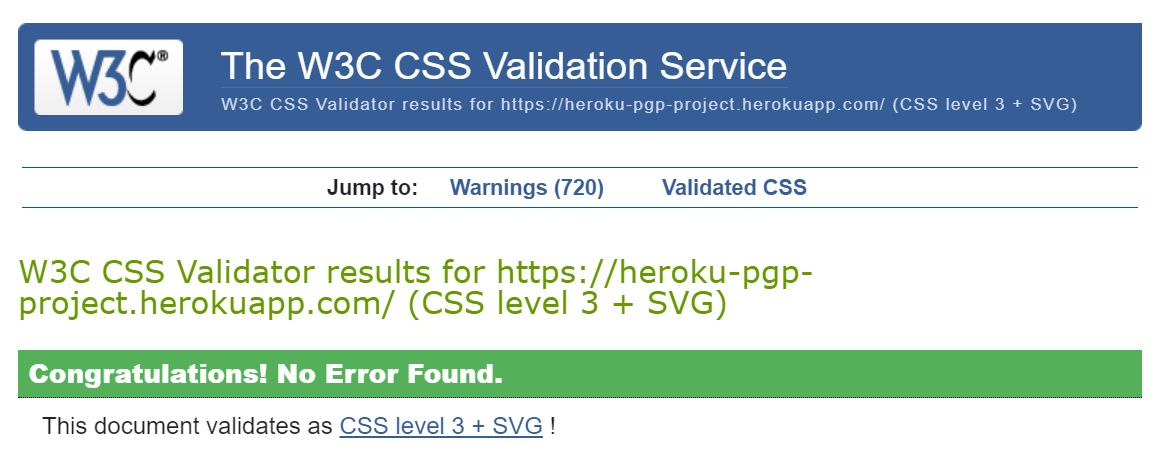 W3C®
The W3C CSS Validation Service
W3C CSS Validator results for https://heroku-pgp-project.herokuapp.com/ (CSS level 3 + SVG)
Jump to: Warnings (720) Validated CSS
W3C CSS Validator results for https://heroku-pgp-
project.herokuapp.com/ (CSS level 3 + SVG)
Congratulations! No Error Found.
This document validates as CSS level 3 + SVG !